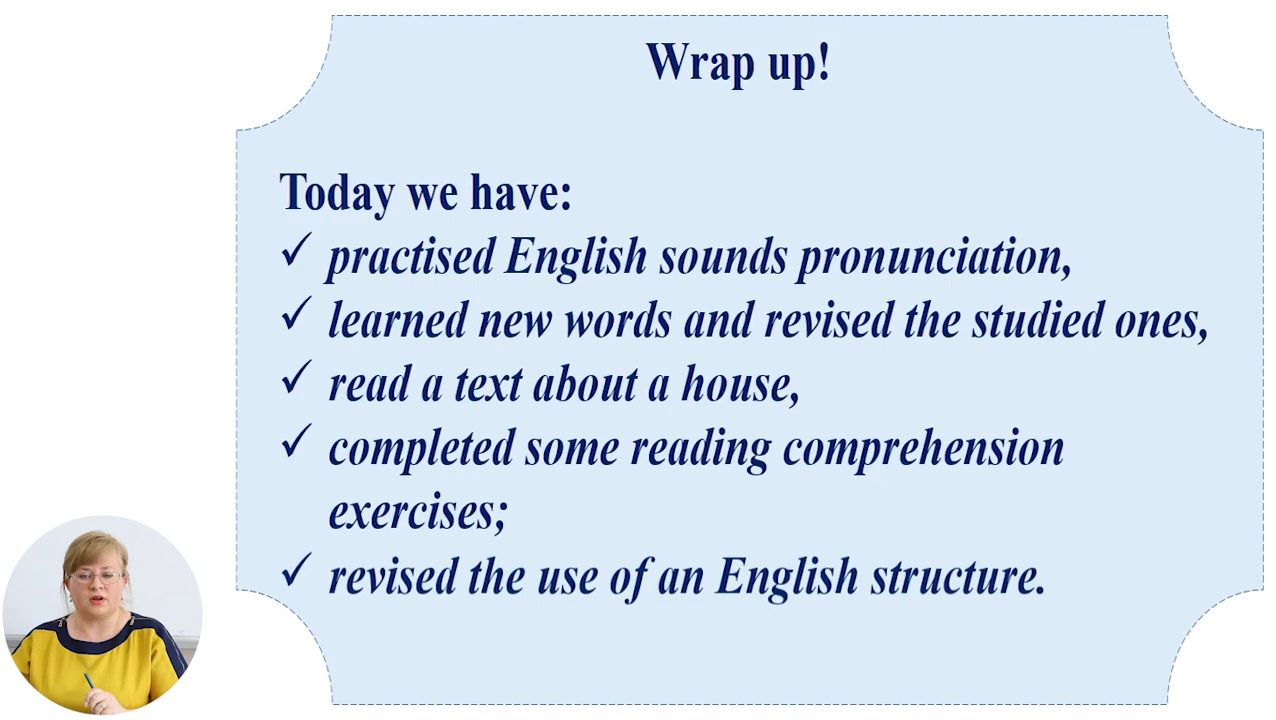 Wrap up!
Today we have:
✓ practised English sounds pronunciation,
✓ learned new words and revised the studied ones,
✓ read a text about a house,
✓ completed some reading comprehension
exercises;
✓ revised the use of an English structure.